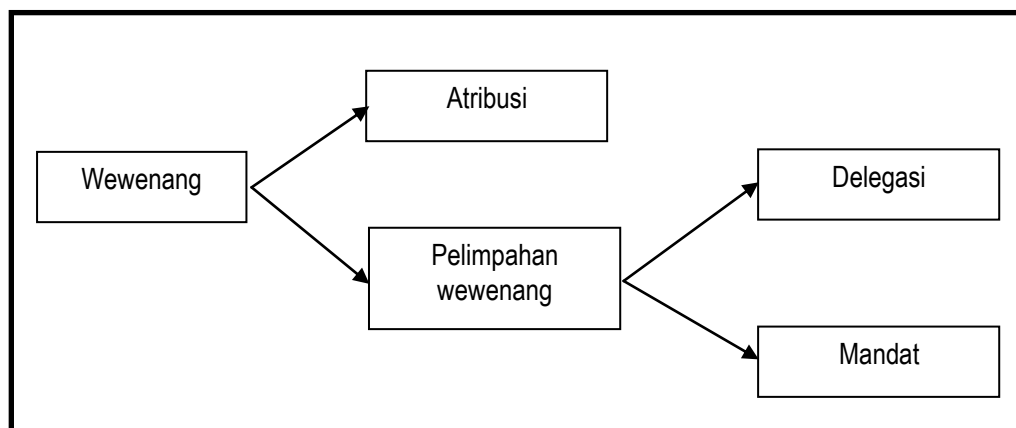 Atribusi
Wewenang
Delegasi
Pelimpahan
wewenang
Mandat